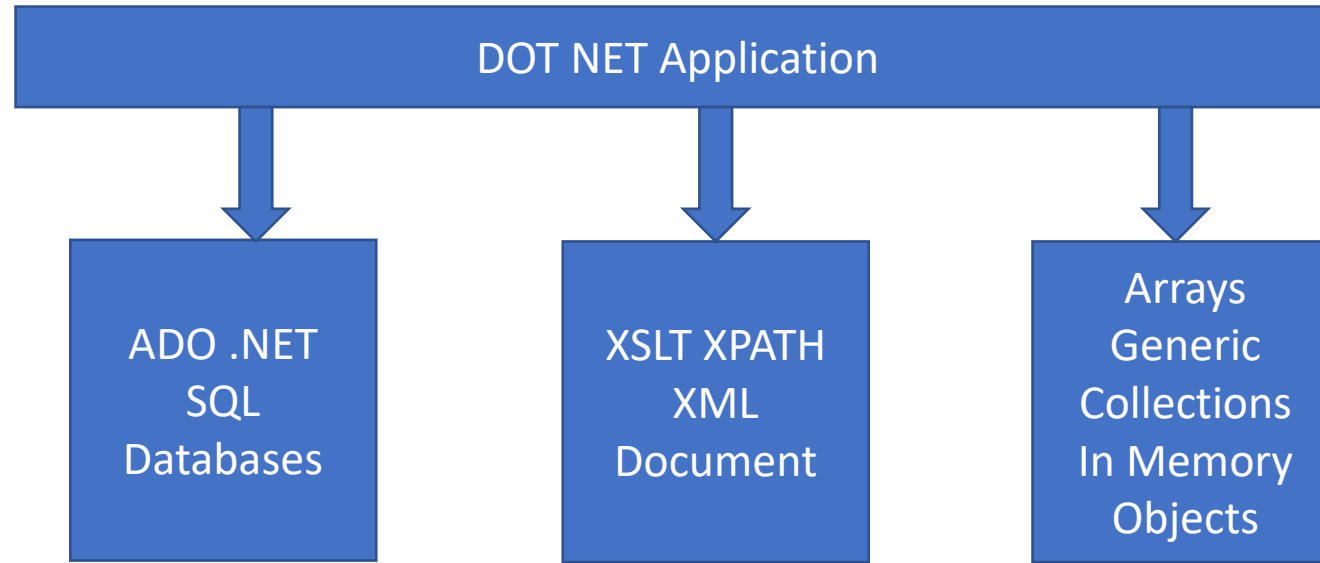 DOT NET Application
ADO .NET
SQL
Databases
XSLT XPATH
XML
Document
Arrays
Generic
Collections
In Memory
Objects